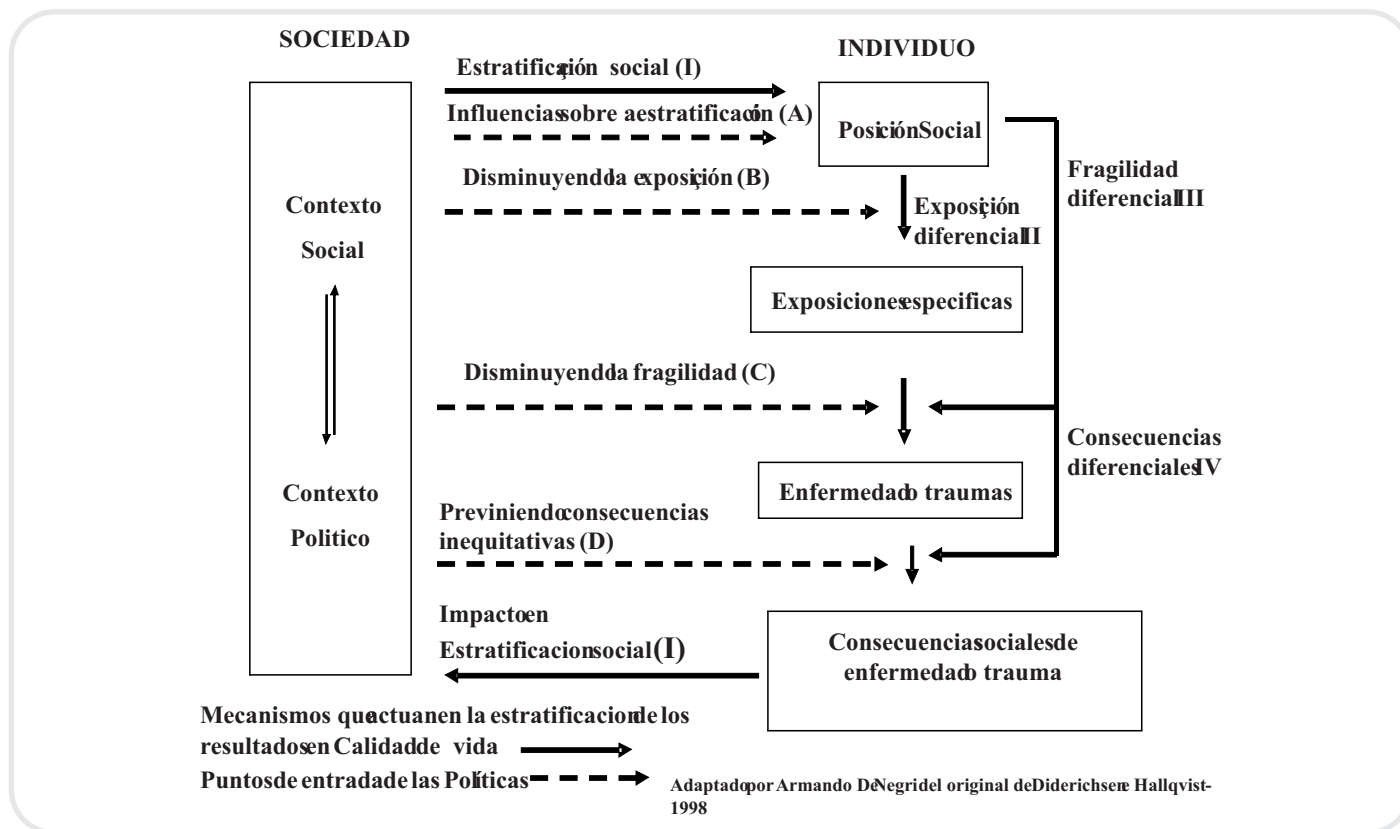 SOCIEDAD
INDIVIDUO
Estratificación social (I)
Influencias sobre a estratificación (A)
Posición Social
Disminuyendo la exposición (B)
Fragilidad
diferencial III
Contexto
Social
Exposición
diferencial II
Exposiciones especificas
Disminuyendo la fragilidad (C)
Consecuencias
diferenciales IV
Contexto
Politico
Enfermedad o traumas
Previniendo consecuencias
inequitativas (D)
Impacto en
Estratificacion social (I)
Consecuencias sociales de
enfermedad o trauma
Mecanismos que actuan en la estratificacion de los
resultados en Calidad de vida
Puntos de entrada de las Políticas
Adaptado por Armando De Negri del original de Diderichsen e Hallqvist-
1998